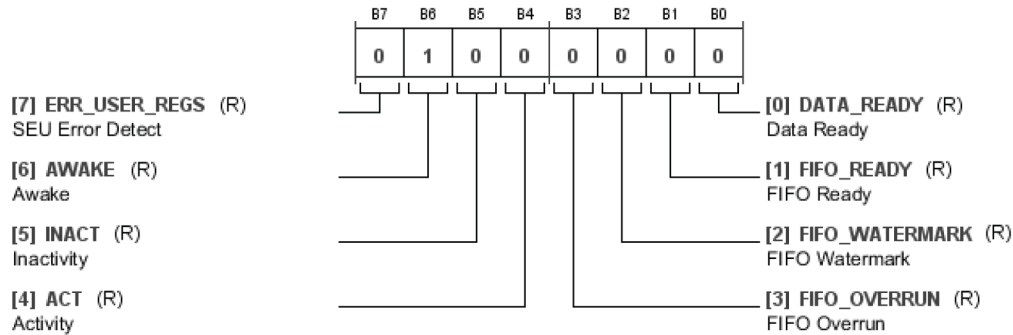 B7 B6 B5 B4 B3 B2 B1 B0
0 1 0 0 0 0 0 0
[7] ERR_USER_REGS (R)
SEU Error Detect
[6] AWAKE (R)
Awake
[5] INACT (R)
Inactivity
[4] ACT (R)
Activity
[0] DATA_READY (R)
Data Ready
[1] FIFO_READY (R)
FIFO Ready
[2] FIFO_WATERMARK (R)
FIFO Watermark
[3] FIFO_OVERRUN (R)
FIFO Overrun